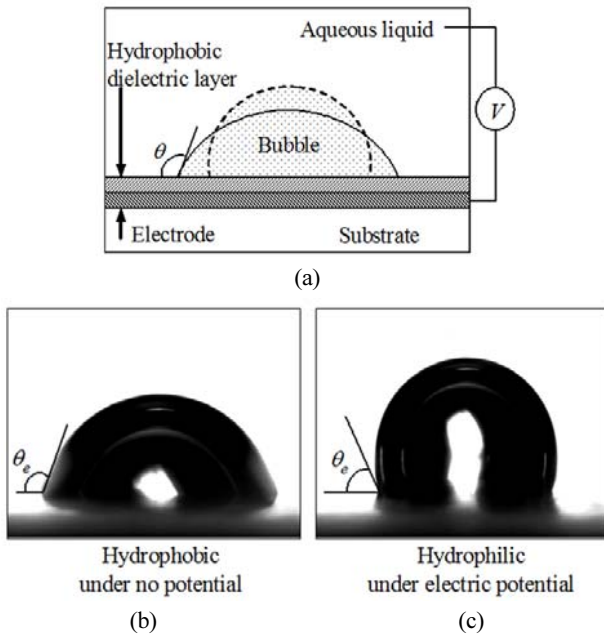 Aqueous liquid
Hydrophobic
dielectric layer
θ
Bubble
V
Electrode
Substrate
(a)
θe
θe
Hydrophobic
under no potential
Hydrophilic
under electric potential
(b)
(c)